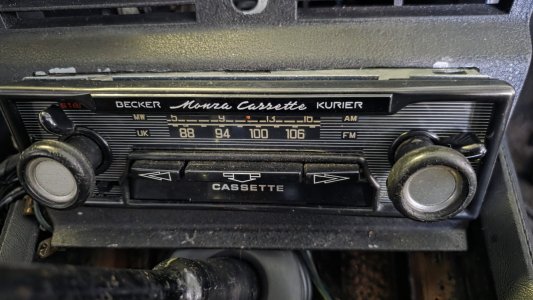 BECKER Monza Cassette KURIER
MW 5 9 13 16 AM
UK 88 94 100 106 FM
CASSETTE